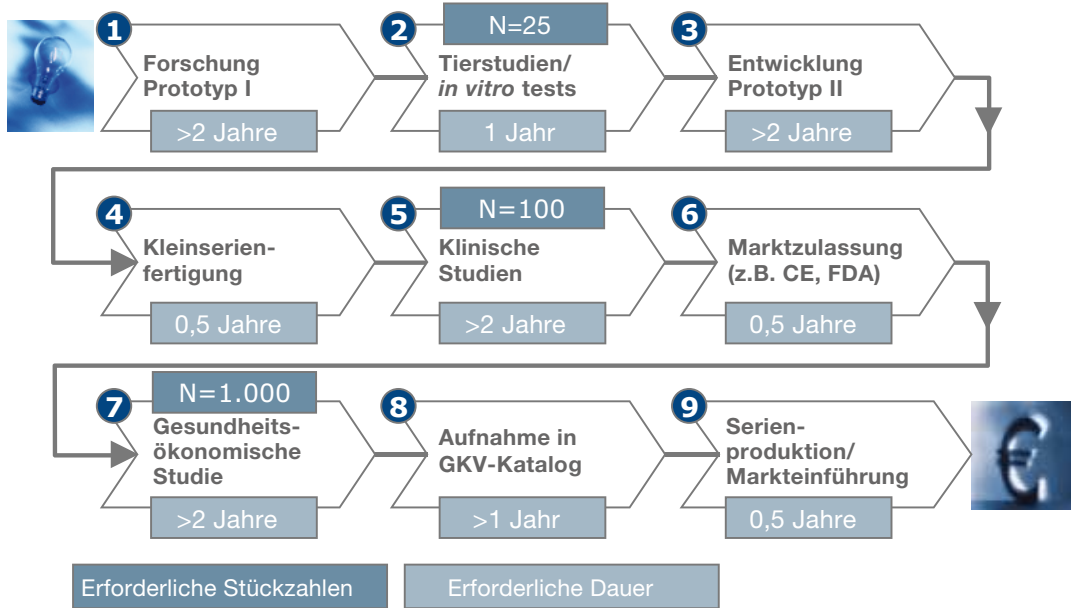 1
Forschung
Prototyp I
>2 Jahre
2
N=25
Tierstudien/
in vitro tests
1 Jahr
3
Entwicklung
Prototyp II
>2 Jahre
4
Kleinserien-
fertigung
0,5 Jahre
5
N=100
Klinische
Studien
>2 Jahre
6
Marktzulassung
(z.B. CE, FDA)
0,5 Jahre
7
N=1.000
Gesundheits-
ökonomische
Studie
>2 Jahre
8
Aufnahme in
GKV-Katalog
>1 Jahr
9
Serien-
produktion/
Markteinführung
0,5 Jahre
€
Erforderliche Stückzahlen
Erforderliche Dauer